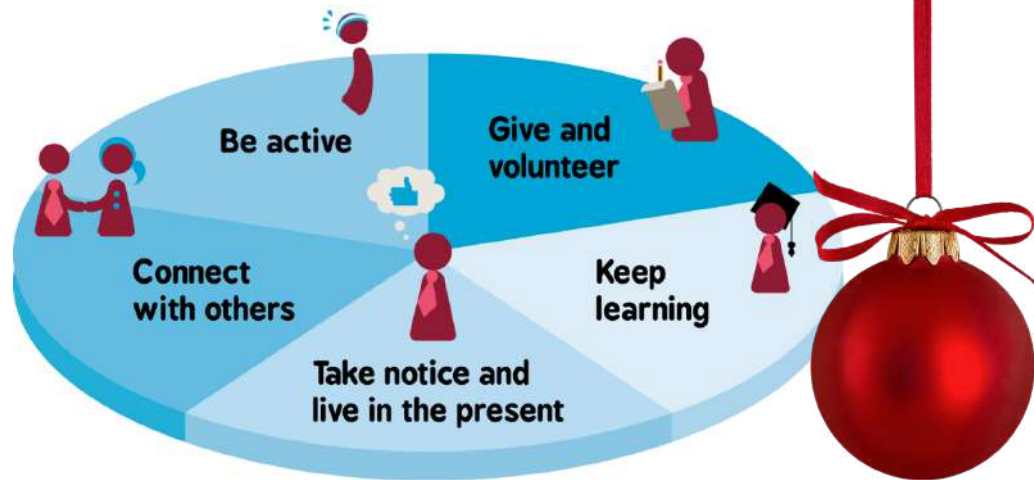 Be active
Give and
volunteer
Connect
with others
Keep
learning
Take notice and
live in the present